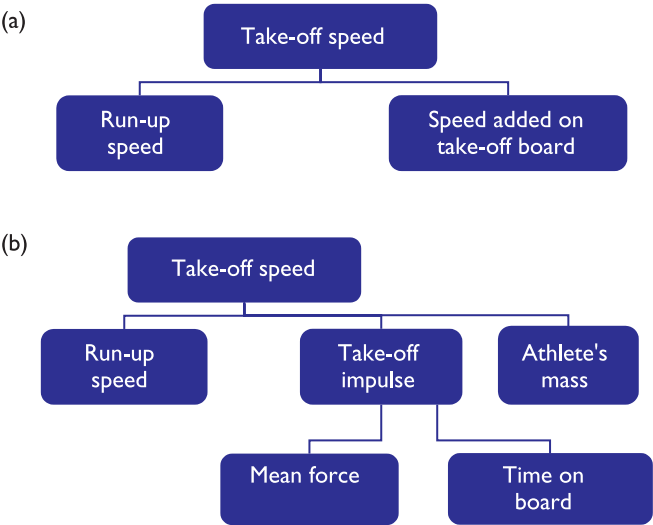 (a)
Take-off speed
Run-up
speed
Speed added on
take-off board
(b)
Take-off speed
Run-up
speed
Take-off
impulse
Athlete's
mass
Mean force
Time on
board